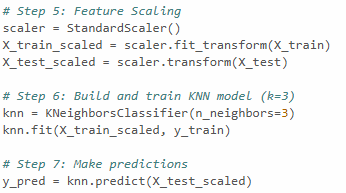 # Step 5: Feature Scaling
scaler = StandardScaler()
X_train_scaled = scaler.fit_transform(X_train)
X_test_scaled = scaler.transform(X_test)
# Step 6: Build and train KNN model (k=3)
knn = KNeighborsClassifier(n_neighbors=3)
knn.fit(X_train_scaled, y_train)
# Step 7: Make predictions
y_pred = knn.predict(X_test_scaled)